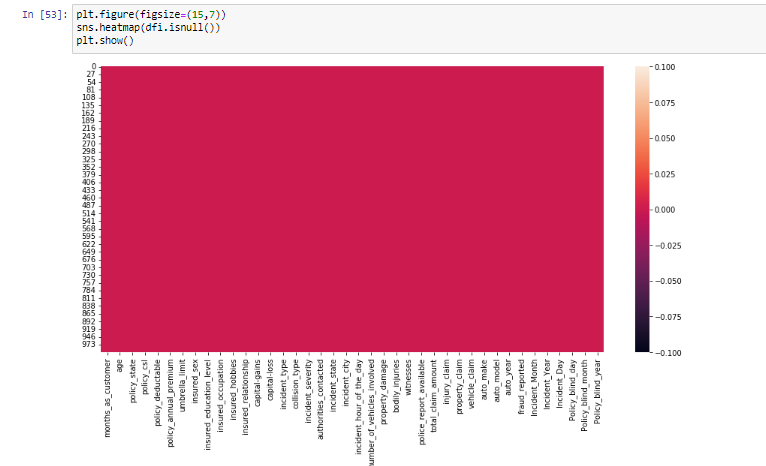 In [53]: plt.figure(figsize=(15,7))
sns.heatmap(dfi.isnull())
plt.show()
0
27
54
81
108
135
162
189
216
243
270
298
325
352
379
406
433
460
487
514
541
568
595
622
649
676
703
730
757
784
811
838
865
892
919
946
973
months_as_customer
age
policy_state
policy_csl
policy_deductable
policy_annual_premium
umbrella_limit
insured_sex
insured_education_level
insured_occupation
insured_hobbies
insured_relationship
capital-gains
capital-loss
incident_type
collision_type
incident_severity
authorities_contacted
incident_state
incident_city
incident_hour_of_the_day
number_of_vehicles_involved
property_damage
bodily_injuries
witnesses
police_report_available
total_claim_amount
injury_claim
property_claim
vehicle_claim
auto_make
auto_model
auto_year
fraud_reported
Incident_Month
Incident_Year
Incident_Day
Policy_blind_day
Policy_blind_month
Policy_blind_year
0.100
0.075
0.050
0.025
0.000
−0.025
−0.050
−0.075
−0.100